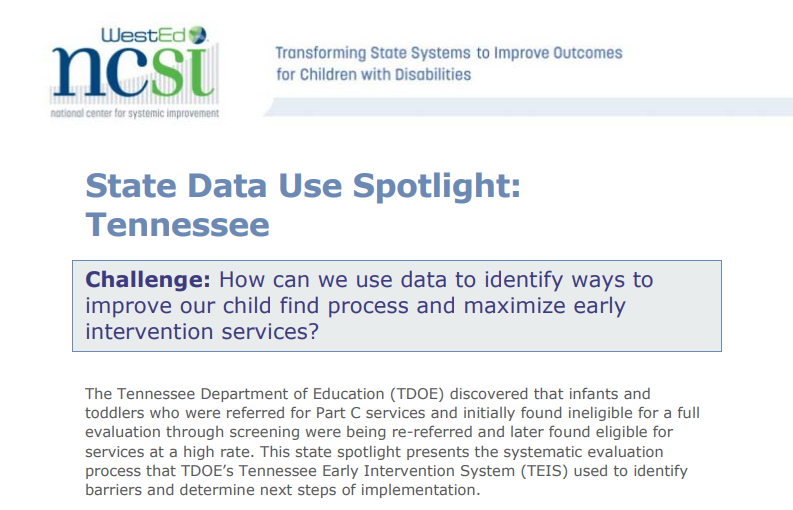 WestEd
ncsi
national center for systemic improvement
Transforming State Systems to Improve Outcomes
for Children with Disabilities
State Data Use Spotlight:
Tennessee
Challenge: How can we use data to identify ways to
improve our child find process and maximize early
intervention services?
The Tennessee Department of Education (TDOE) discovered that infants and
toddlers who were referred for Part C services and initially found ineligible for a full
evaluation through screening were being re-referred and later found eligible for
services at a high rate. This state spotlight presents the systematic evaluation
process that TDOE’s Tennessee Early Intervention System (TEIS) used to identify
barriers and determine next steps of implementation.